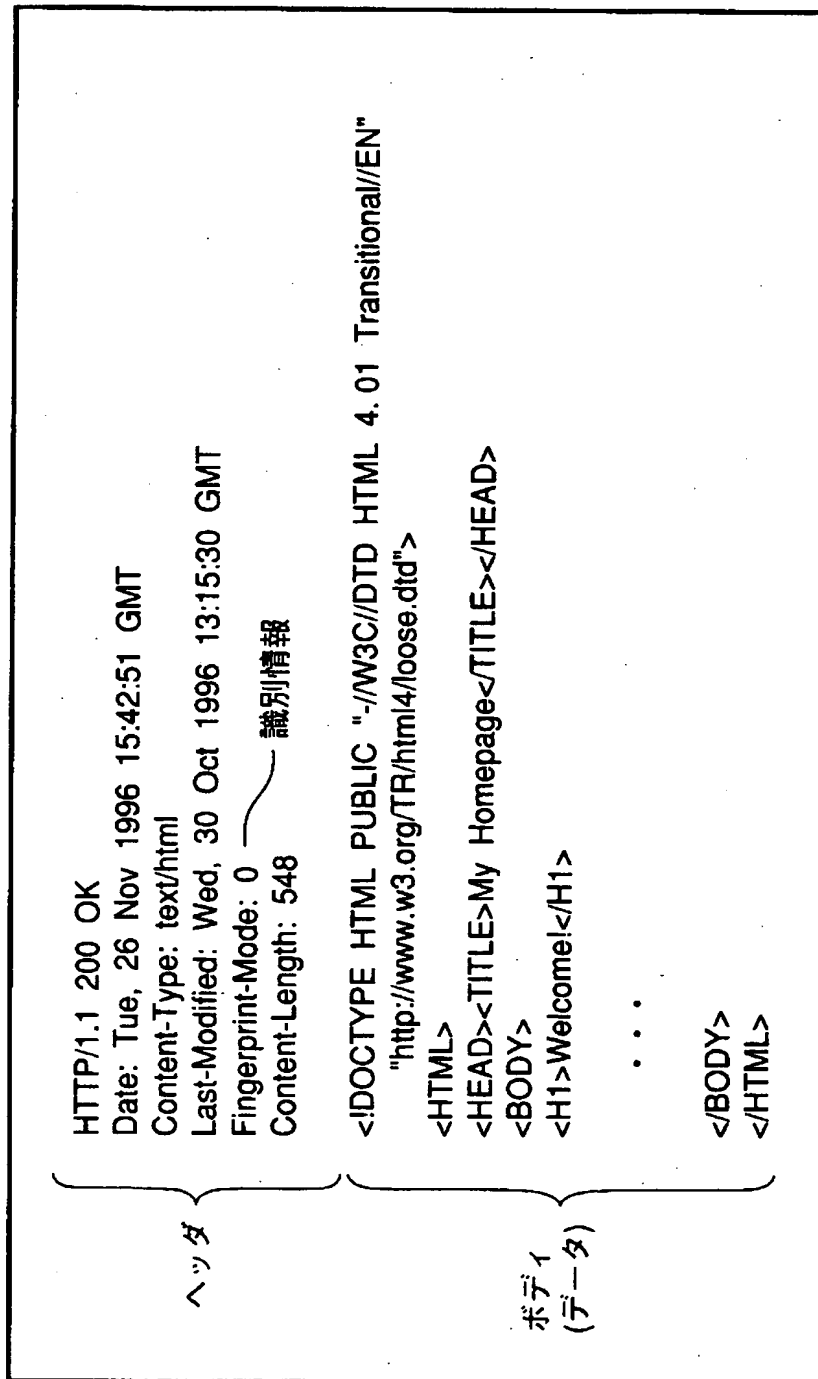 ヘッダ
HTTP/1.1 200 OK
Date: Tue, 26 Nov 1996 15:42:51 GMT
Content-Type: text/html
Last-Modified: Wed, 30 Oct 1996 13:15:30 GMT
Fingerprint-Mode: 0 識別情報
Content-Length: 548
ボディ
(データ)
<!DOCTYPE HTML PUBLIC "-//W3C//DTD HTML 4.01 Transitional//EN"
"http://www.w3.org/TR/html4/loose.dtd">
<HTML>
<HEAD><TITLE>My Homepage</TITLE></HEAD>
<BODY>
<H1>Welcome!</H1>
・・・
</BODY>
</HTML>